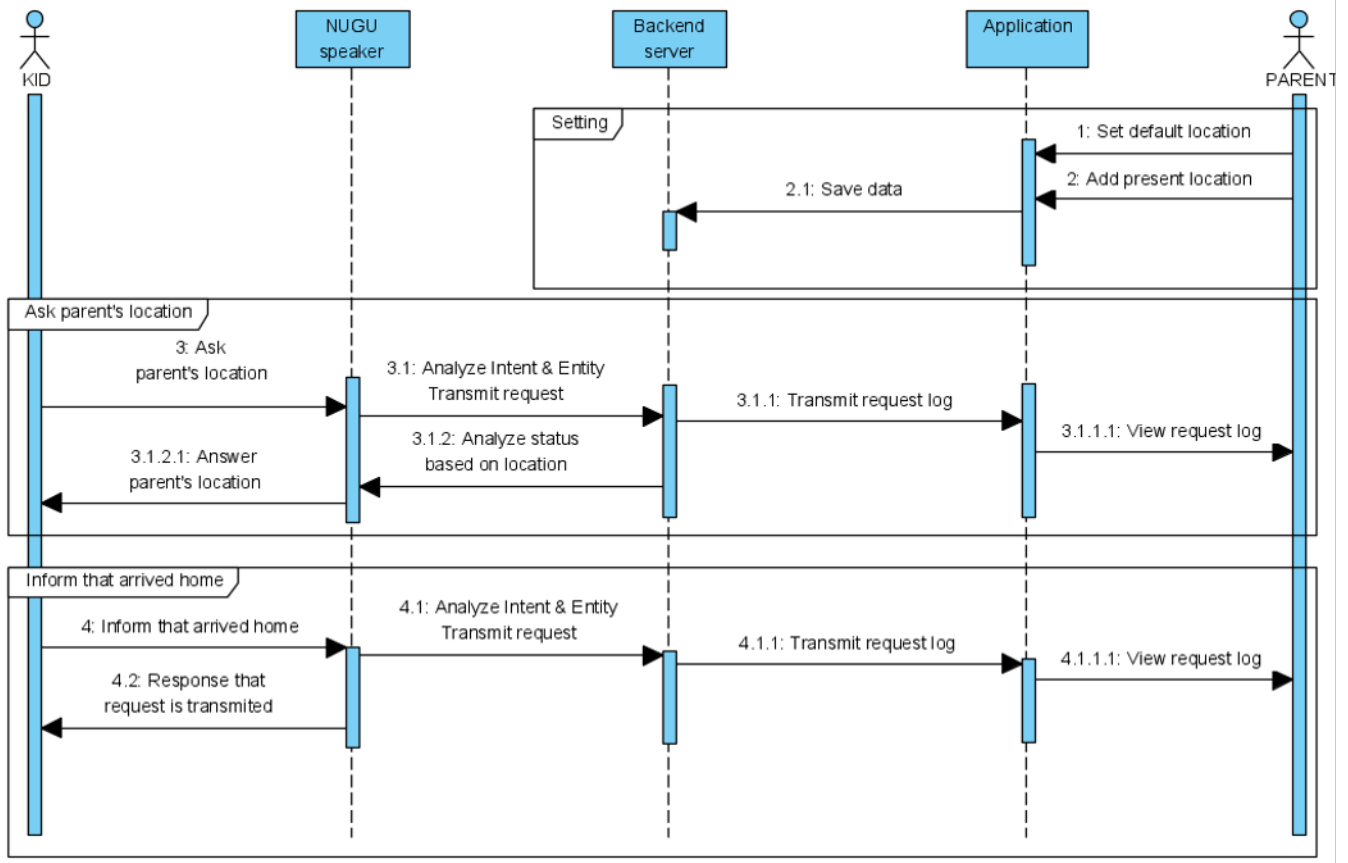 KID
NUGU
speaker
Backend
server
Application
PARENT
Setting
1: Set default location
2: Add present location
2.1: Save data
Ask parent's location
3: Ask
parent's location
3.1: Analyze Intent & Entity
Transmit request
3.1.1: Transmit request log
3.1.1.1: View request log
3.1.2: Analyze status
based on location
3.1.2.1: Answer
parent's location
Inform that arrived home
4: Inform that arrived home
4.1: Analyze Intent & Entity
Transmit request
4.1.1: Transmit request log
4.1.1.1: View request log
4.2: Response that
request is transmited